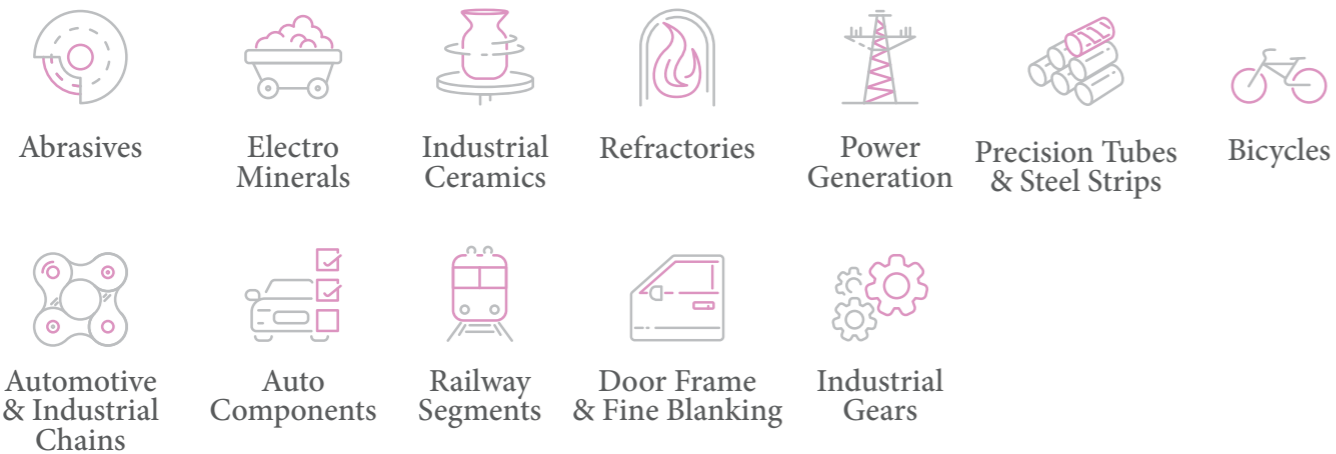 Abrasives
Electro
Minerals
Industrial
Ceramics
Refractories
Power
Generation
Precision Tubes
& Steel Strips
Bicycles
Automotive
& Industrial
Chains
Auto
Components
Railway
Segments
Door Frame
& Fine Blanking
Industrial
Gears